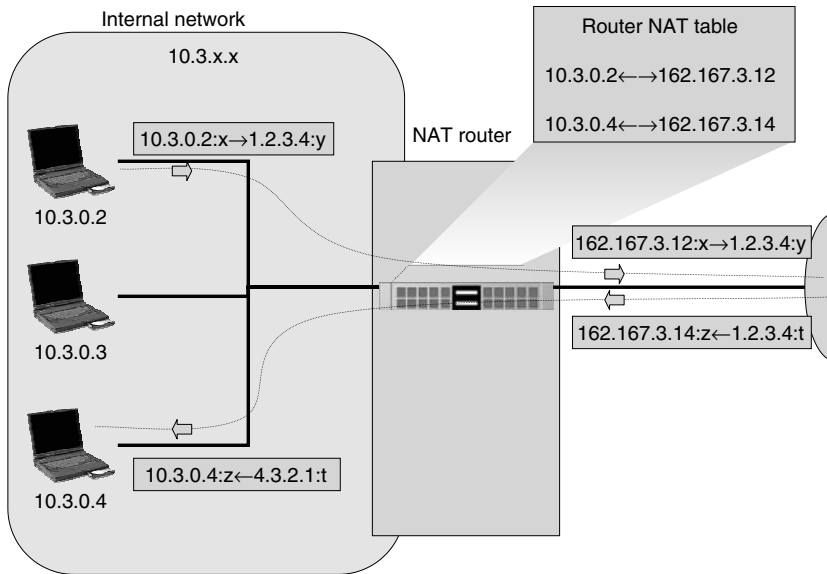 Internal network
10.3.x.x
Router NAT table
10.3.0.2←→162.167.3.12
10.3.0.4←→162.167.3.14
10.3.0.2:x→1.2.3.4:y
NAT router
10.3.0.2
162.167.3.12:x→1.2.3.4:y
162.167.3.14:z←1.2.3.4:t
10.3.0.3
10.3.0.4:z←4.3.2.1:t
10.3.0.4